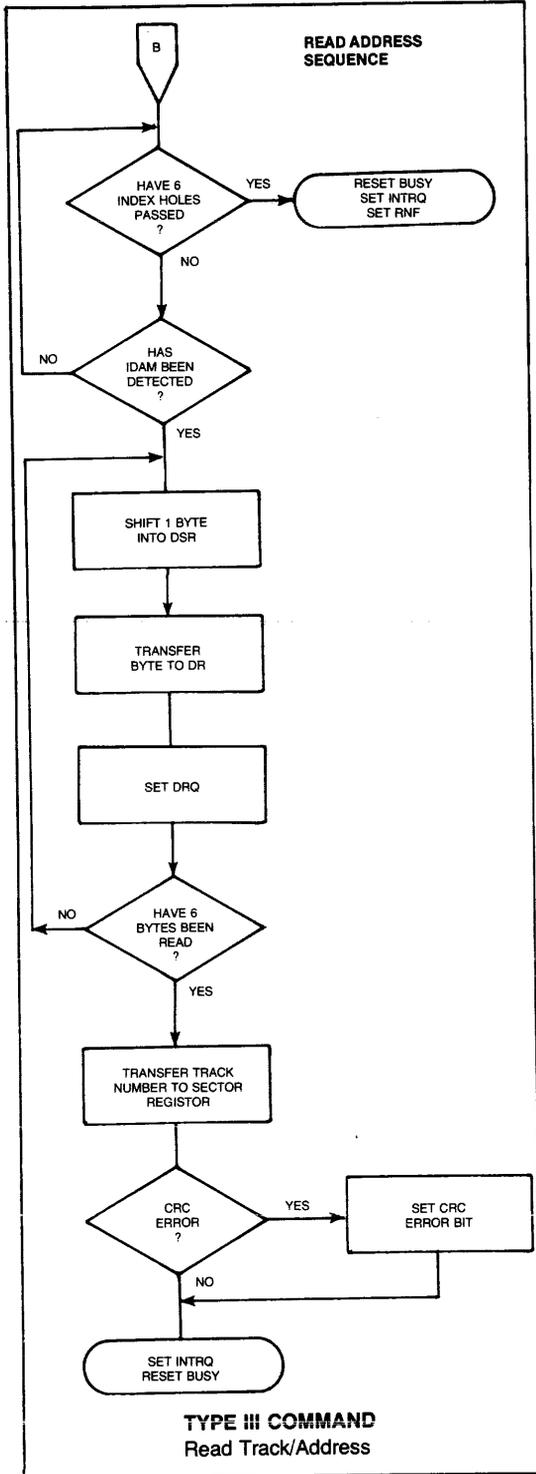 B
READ ADDRESS
SEQUENCE
HAVE 6
INDEX HOLES
PASSED
?
YES
RESET BUSY
SET INTRQ
SET RNF
NO
HAS
IDAM BEEN
DETECTED
?
NO
YES
SHIFT 1 BYTE
INTO DSR
TRANSFER
BYTE TO DR
SET DRQ
HAVE 6
BYTES BEEN
READ
?
NO
YES
TRANSFER TRACK
NUMBER TO SECTOR
REGISTOR
CRC
ERROR
?
YES
SET CRC
ERROR BIT
NO
SET INTRQ
RESET BUSY
TYPE III COMMAND
Read Track/Address